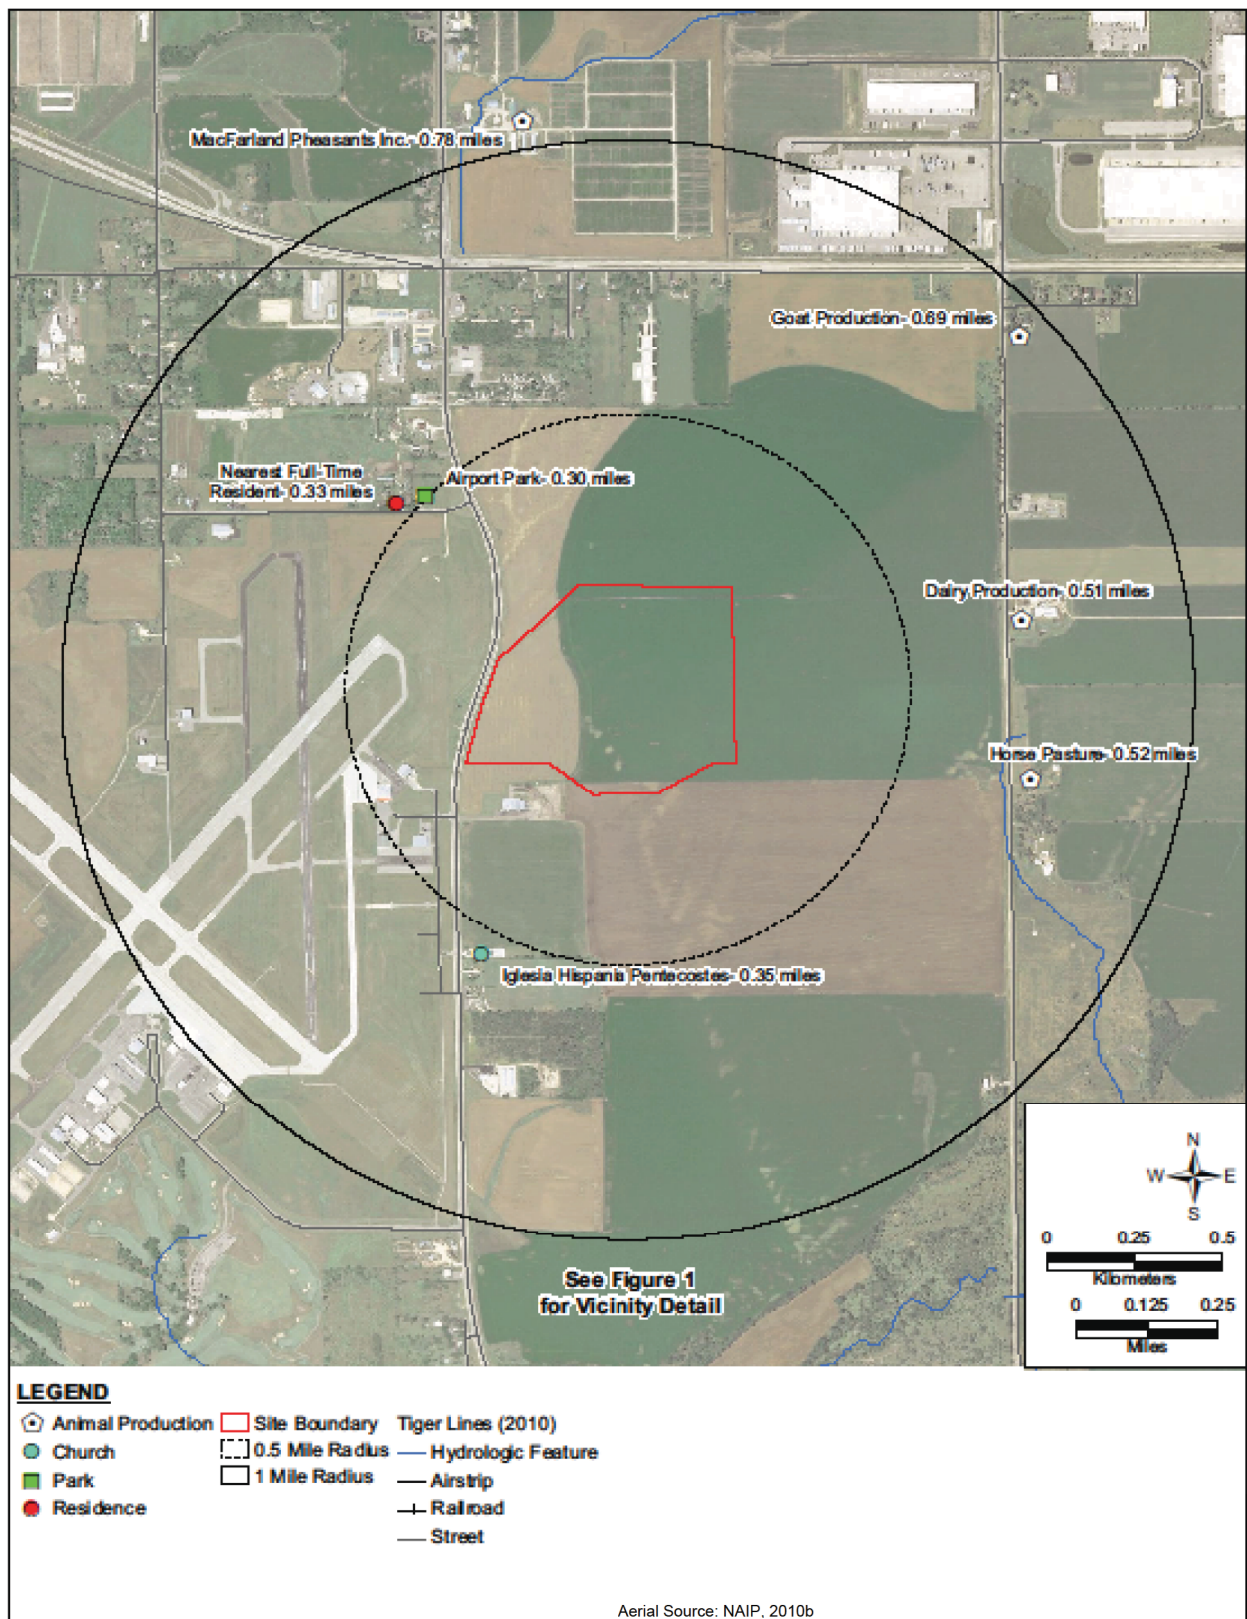 MacFarland Pheasants Inc.- 0.78 miles
Goat Production- 0.69 miles
Nearest Full-Time
Resident- 0.33 miles
Airport Park- 0.30 miles
Dairy Production- 0.51 miles
Horse Pasture- 0.52 miles
Iglesia Hispania Pentecostes- 0.35 miles
See Figure 1
for Vicinity Detail
N
W E
S
0 0.25 0.5
Kilometers
0 0.125 0.25
Miles
LEGEND
Animal Production
Church
Park
Residence
Site Boundary
0.5 Mile Radius
1 Mile Radius
Tiger Lines (2010)
Hydrologic Feature
Airstrip
Railroad
Street
Aerial Source: NAIP, 2010b